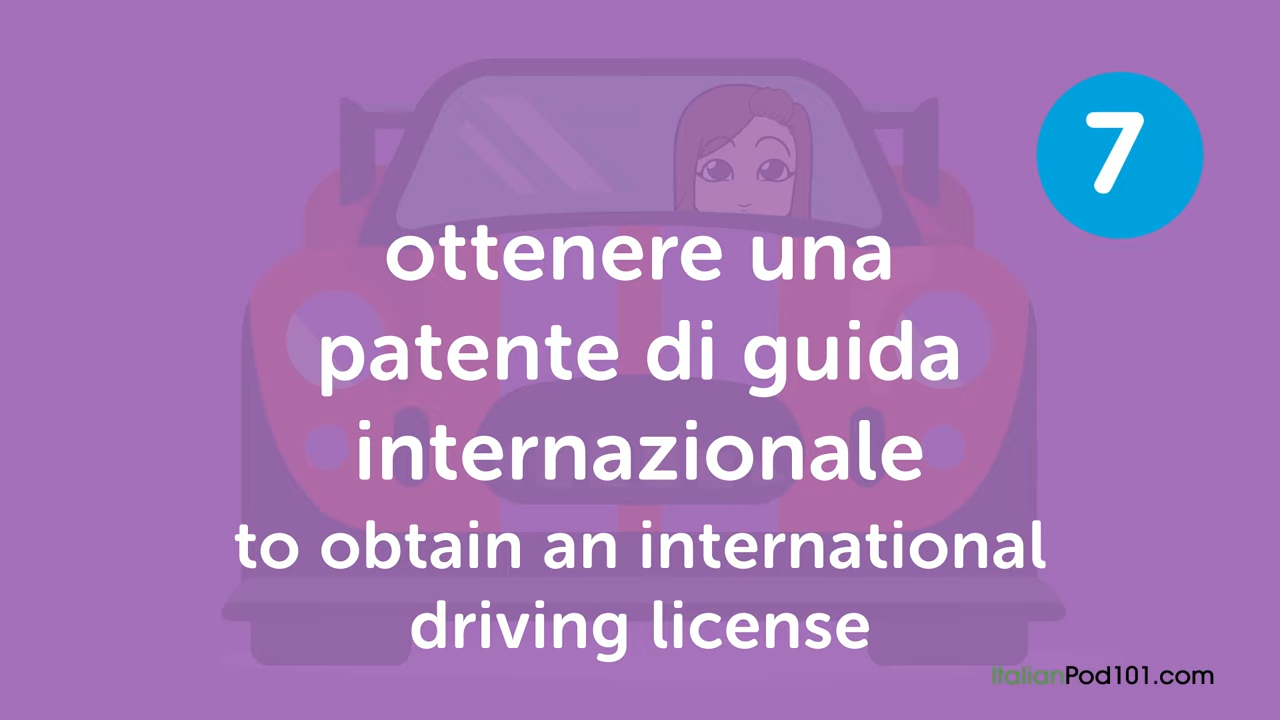 7
ottenere una
patente di guida
internazionale
to obtain an international
driving license
ItalianPod101.com